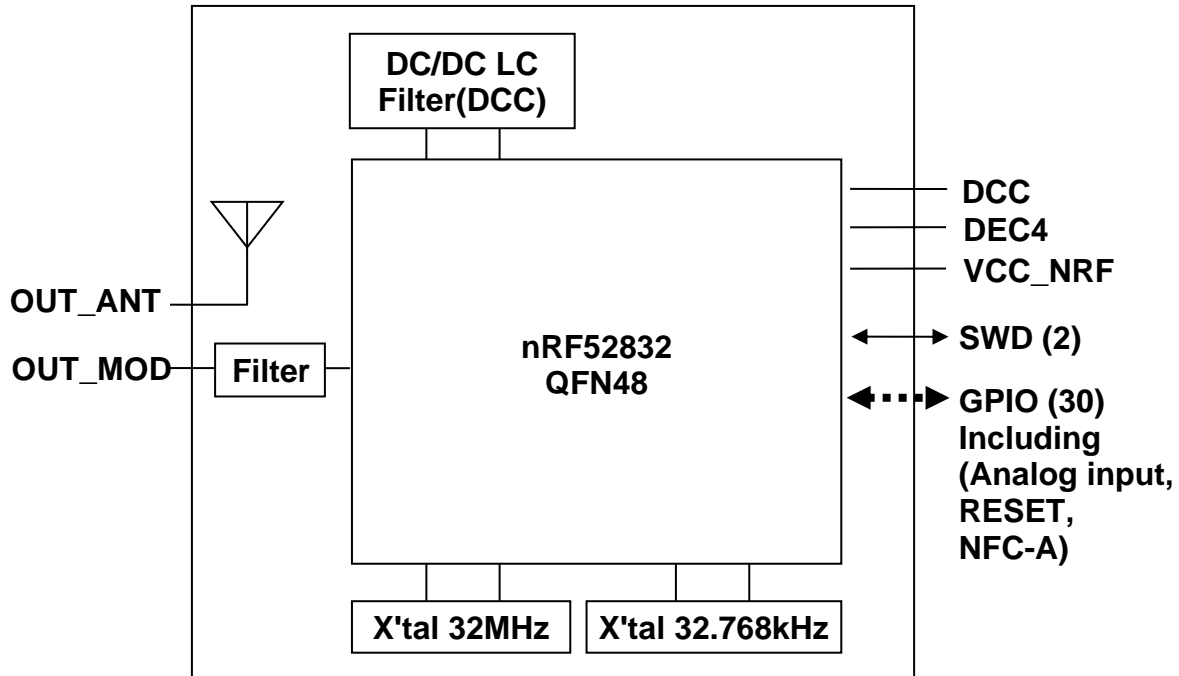 DC/DC LC
Filter(DCC)
DCC
DEC4
VCC_NRF
OUT_ANT
SWD (2)
OUT_MOD
Filter
nRF52832
QFN48
GPIO (30)
Including
(Analog input,
RESET,
NFC-A)
X'tal 32MHz
X'tal 32.768kHz